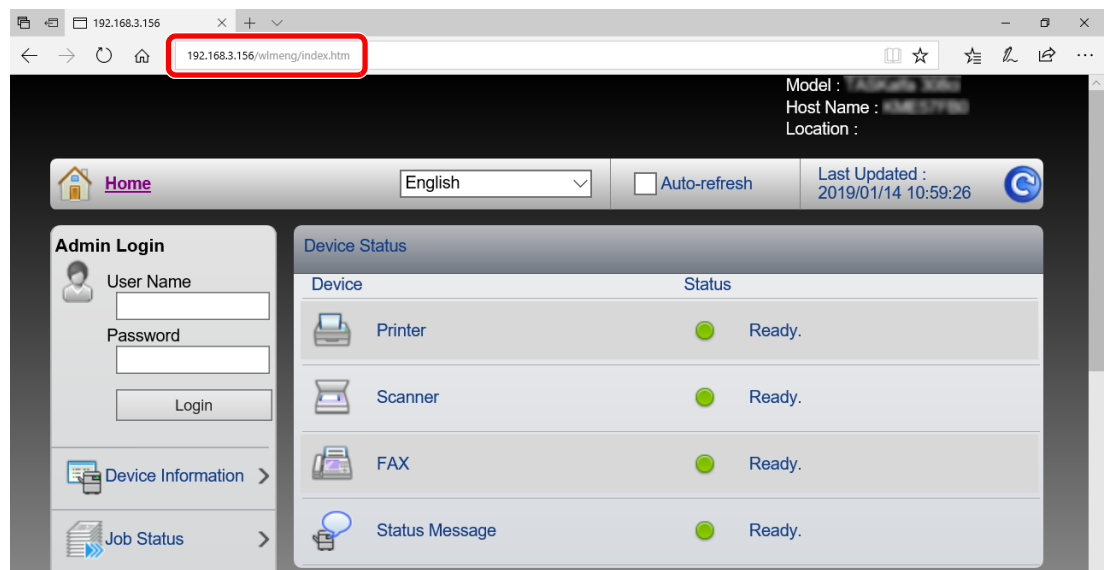 192.168.3.156
192.168.3.156/wlmeng/index.htm
Model :
Host Name :
Location :
Home
English
Auto-refresh
Last Updated :
2019/01/14 10:59:26
Admin Login
User Name
Password
Login
Device Information
Job Status
Device Status
Device Status
Printer Ready.
Scanner Ready.
FAX Ready.
Status Message Ready.